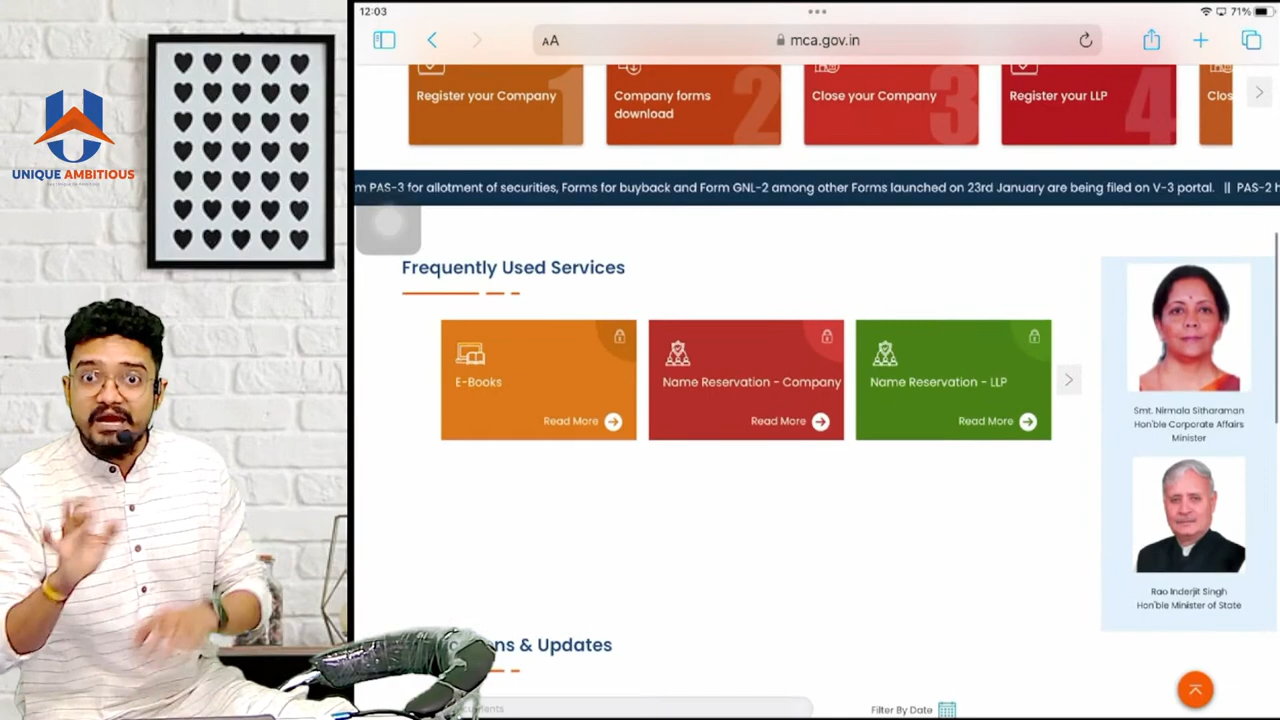 12:03
71%
AA
mca.gov.in
UNIQUE AMBITIOUS
Register your Company
1
Company forms
download
2
Close your Company
3
Register your LLP
4
Clos
m PAS-3 for allotment of securities, Forms for buyback and Form GNL-2 among other Forms launched on 23rd January are being filed on V-3 portal. || PAS-2 h
Frequently Used Services
E-Books
Read More
Name Reservation - Company
Read More
Name Reservation - LLP
Read More
Smt. Nirmala Sitharaman
Hon'ble Corporate Affairs
Minister
Rao Inderjit Singh
Hon'ble Minister of State
ns & Updates
Filter By Date